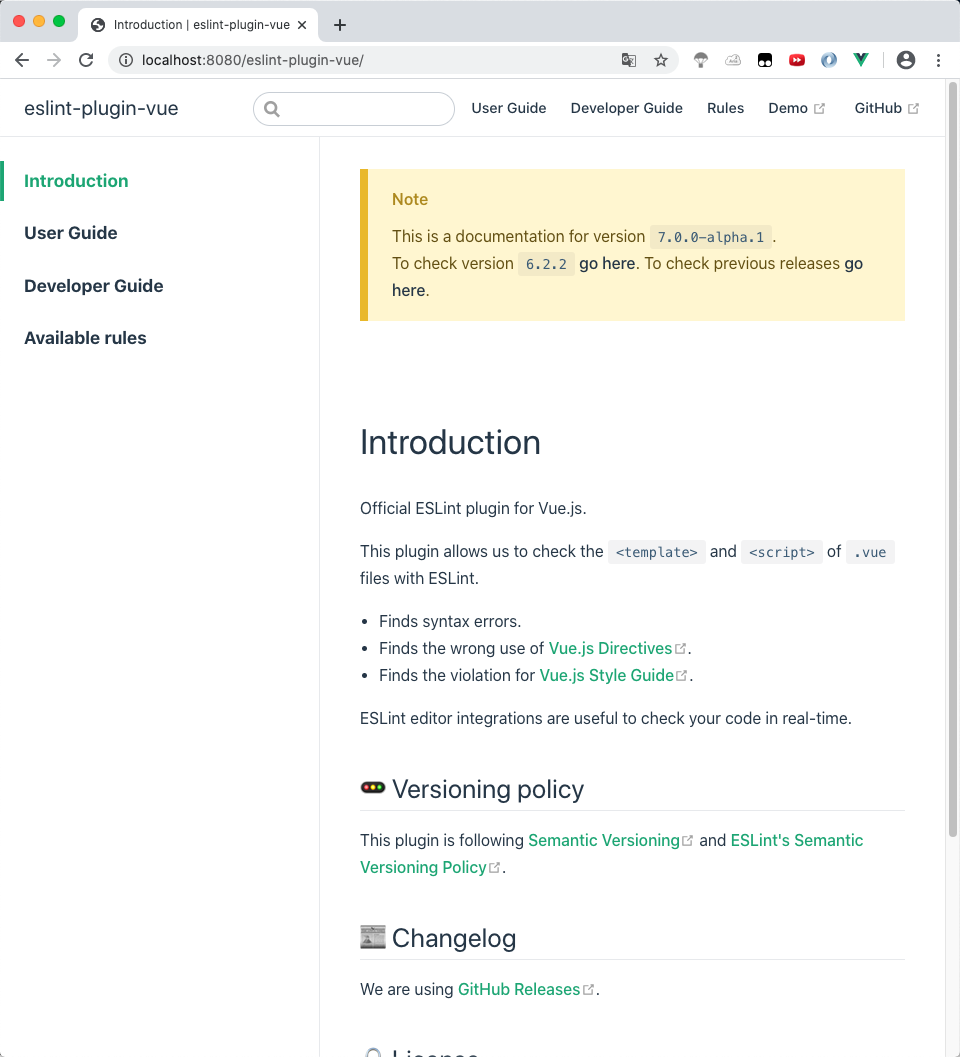 Introduction | eslint-plugin-vue
localhost:8080/eslint-plugin-vue/
eslint-plugin-vue
User Guide
Developer Guide
Rules
Demo
GitHub
Introduction
User Guide
Developer Guide
Available rules
Note
This is a documentation for version 7.0.0-alpha.1 .
To check version 6.2.2 go here. To check previous releases go
here.
Introduction
Official ESLint plugin for Vue.js.
This plugin allows us to check the <template> and <script> of .vue
files with ESLint.
• Finds syntax errors.
• Finds the wrong use of Vue.js Directives.
• Finds the violation for Vue.js Style Guide.
ESLint editor integrations are useful to check your code in real-time.
🚥 Versioning policy
This plugin is following Semantic Versioning and ESLint's Semantic
Versioning Policy.
📰 Changelog
We are using GitHub Releases.
License